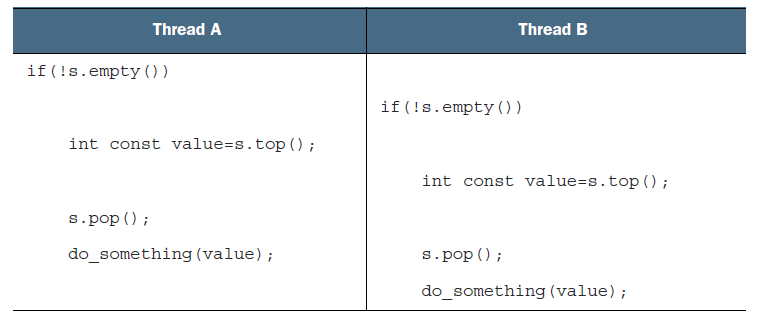 Thread A
Thread B
if(!s.empty())
if(!s.empty())
int const value=s.top();
int const value=s.top();
s.pop();
do_something(value);
s.pop();
do_something(value);